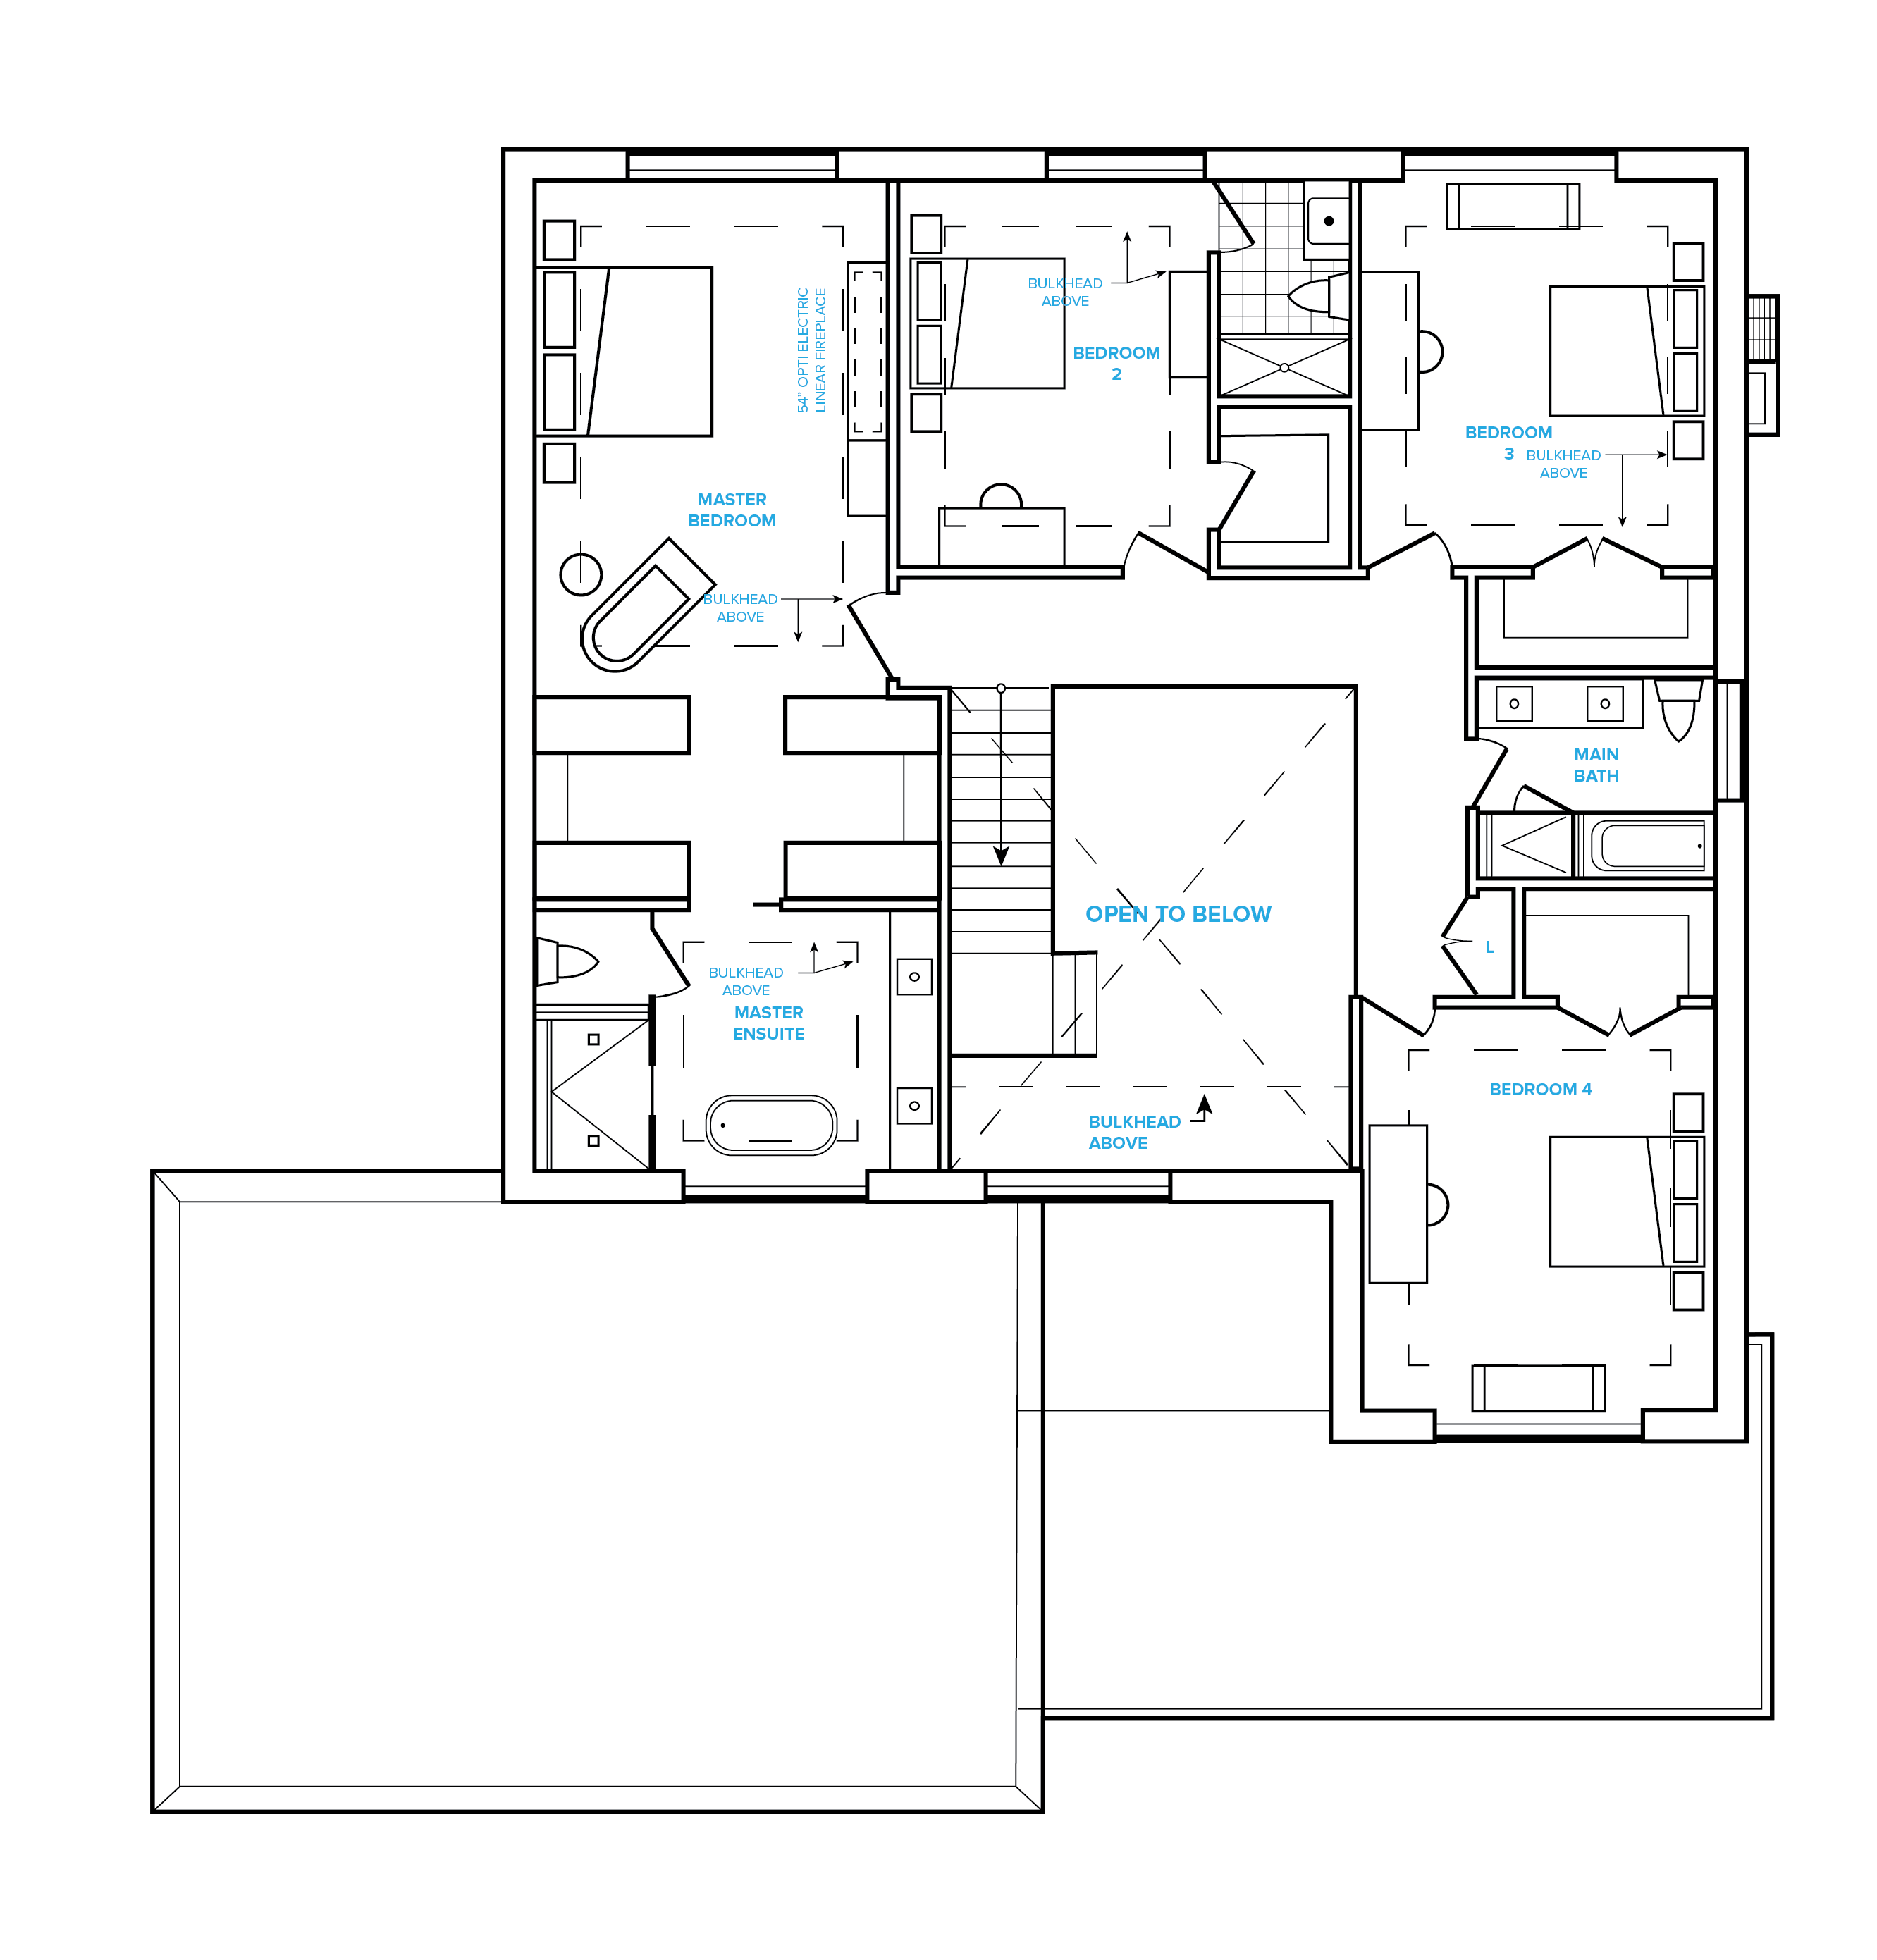 54" OPTI ELECTRIC
LINEAR FIREPLACE
MASTER
BEDROOM
BULKHEAD
ABOVE
BULKHEAD
ABOVE
BEDROOM
2
BEDROOM
3
BULKHEAD
ABOVE
MAIN
BATH
OPEN TO BELOW
L
BULKHEAD
ABOVE
MASTER
ENSUITE
BULKHEAD
ABOVE
BEDROOM 4